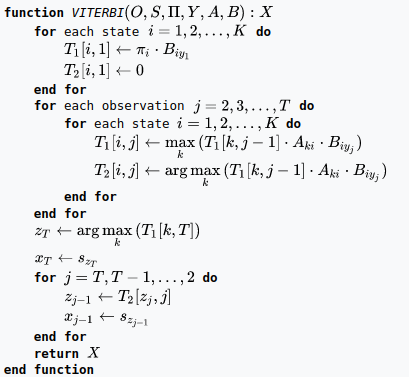 function VITERBI(O, S, Π, Y, A, B) : X
for each state i = 1, 2, . . . , K do
T₁[i, 1] ← πᵢ · B_{iy₁}
T₂[i, 1] ← 0
end for
for each observation j = 2, 3, . . . , T do
for each state i = 1, 2, . . . , K do
T₁[i, j] ← max_k (T₁[k, j − 1] · A_{ki} · B_{iy_j})
T₂[i, j] ← arg max_k (T₁[k, j − 1] · A_{ki} · B_{iy_j})
end for
end for
z_T ← arg max_k (T₁[k, T])
x_T ← s_{z_T}
for j = T, T − 1, . . . , 2 do
z_{j−1} ← T₂[z_j, j]
x_{j−1} ← s_{z_{j−1}}
end for
return X
end function